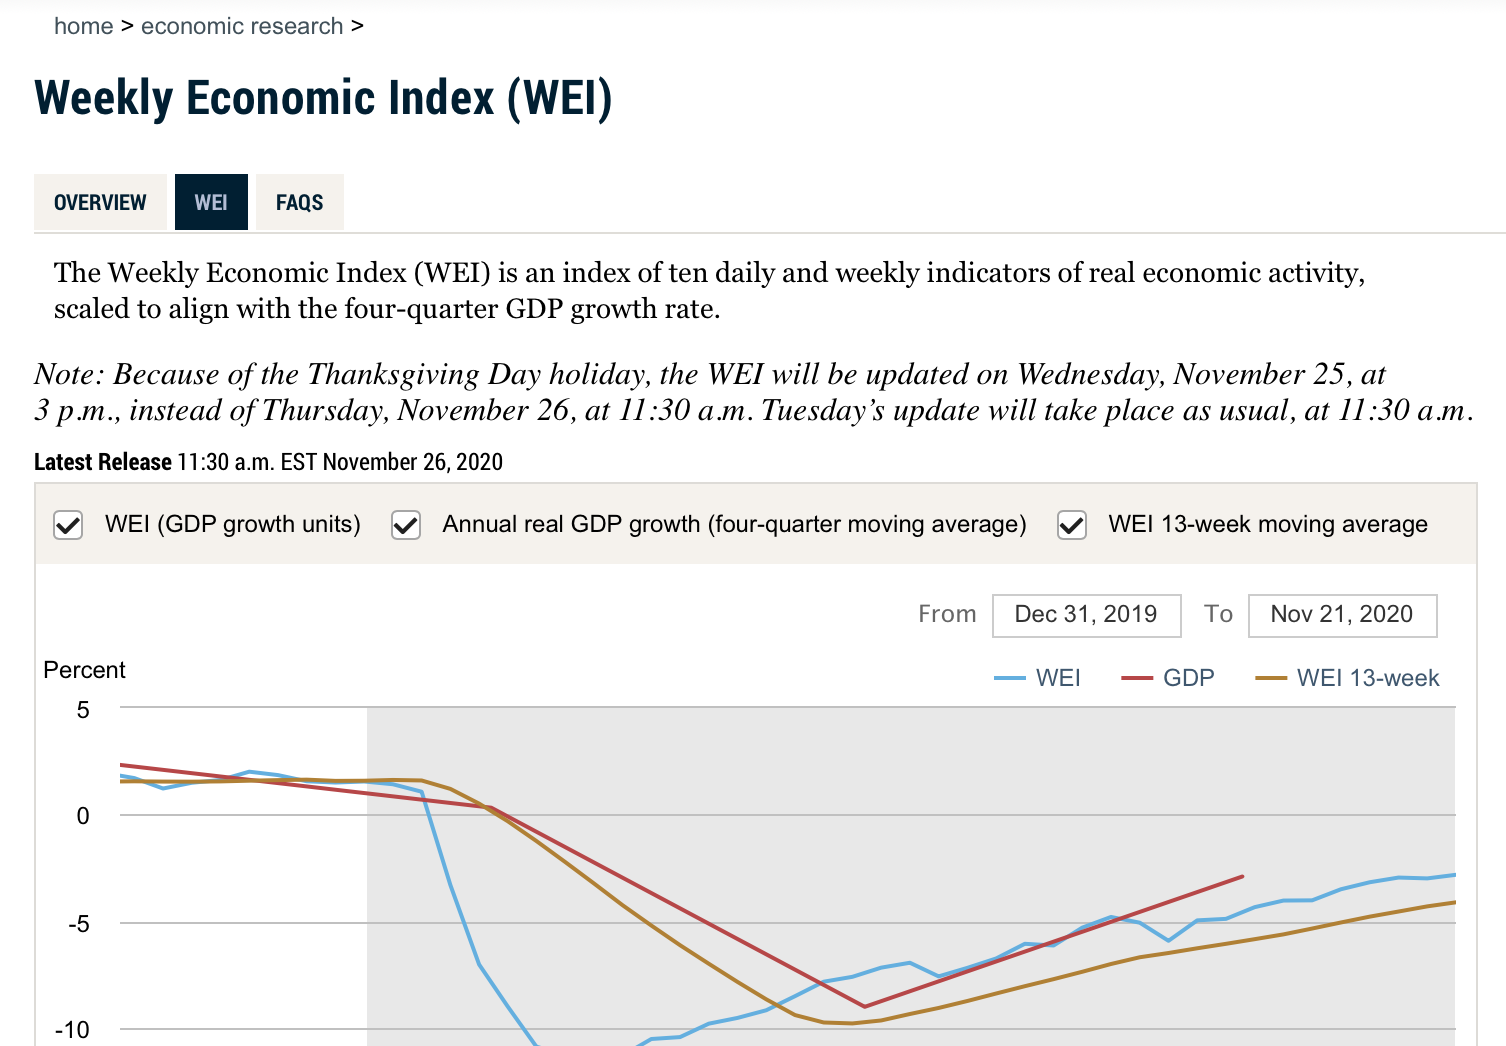 home > economic research >
Weekly Economic Index (WEI)
OVERVIEW WEI FAQS
The Weekly Economic Index (WEI) is an index of ten daily and weekly indicators of real economic activity,
scaled to align with the four-quarter GDP growth rate.
Note: Because of the Thanksgiving Day holiday, the WEI will be updated on Wednesday, November 25, at
3 p.m., instead of Thursday, November 26, at 11:30 a.m. Tuesday’s update will take place as usual, at 11:30 a.m.
Latest Release 11:30 a.m. EST November 26, 2020
WEI (GDP growth units) Annual real GDP growth (four-quarter moving average) WEI 13-week moving average
From Dec 31, 2019 To Nov 21, 2020
Percent
WEI GDP WEI 13-week
5
0
-5
-10